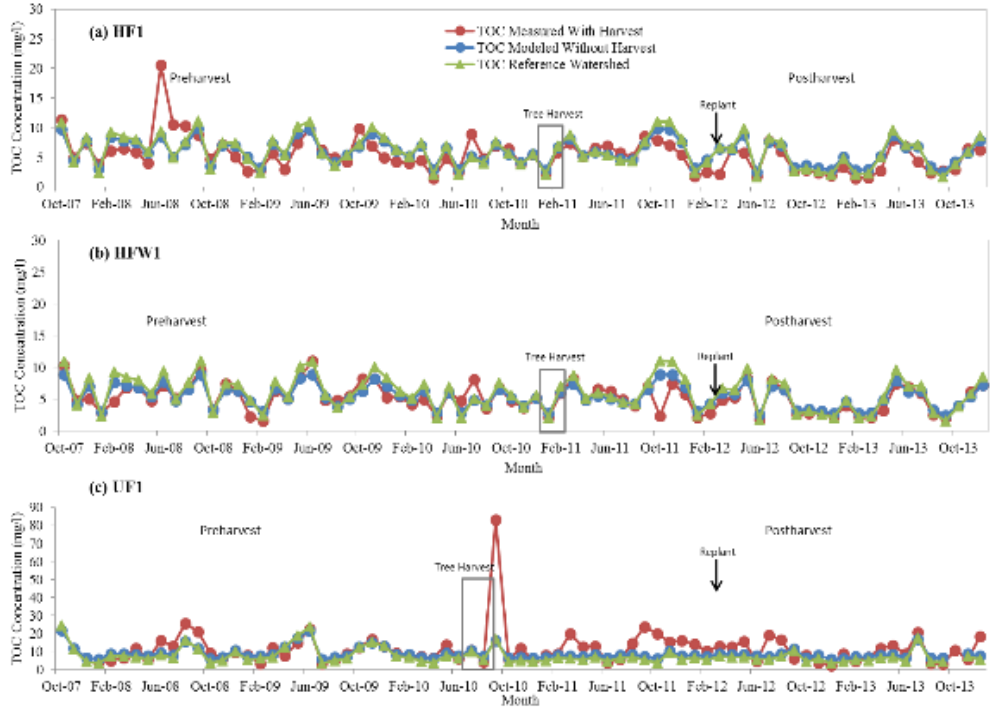 30
(a) HF1
TOC Measured With Harvest
25
TOC Modeled Without Harvest
TOC Reference Watershed
20
Preharvest
Postharvest
15
Replant
Tree Harvest
10
5
0
TOC Concentration (mg/l)
Oct-07 Feb-08 Jun-08 Oct-08 Feb-09 Jun-09 Oct-09 Feb-10 Jun-10 Oct-10 Feb-11 Jun-11 Oct-11 Feb-12 Jun-12 Oct-12 Feb-13 Jun-13 Oct-13
Month
30
(b) HFW1
25
20
Preharvest
Postharvest
15
Tree Harvest
Replant
10
5
0
TOC Concentration (mg/l)
Oct-07 Feb-08 Jun-08 Oct-08 Feb-09 Jun-09 Oct-09 Feb-10 Jun-10 Oct-10 Feb-11 Jun-11 Oct-11 Feb-12 Jun-12 Oct-12 Feb-13 Jun-13 Oct-13
Month
(c) UF1
90
80
Preharvest
Postharvest
70
Replant
60
Tree Harvest
50
40
30
20
10
0
TOC Concentration (mg/l)
Oct-07 Feb-08 Jun-08 Oct-08 Feb-09 Jun-09 Oct-09 Feb-10 Jun-10 Oct-10 Feb-11 Jun-11 Oct-11 Feb-12 Jun-12 Oct-12 Feb-13 Jun-13 Oct-13
Month